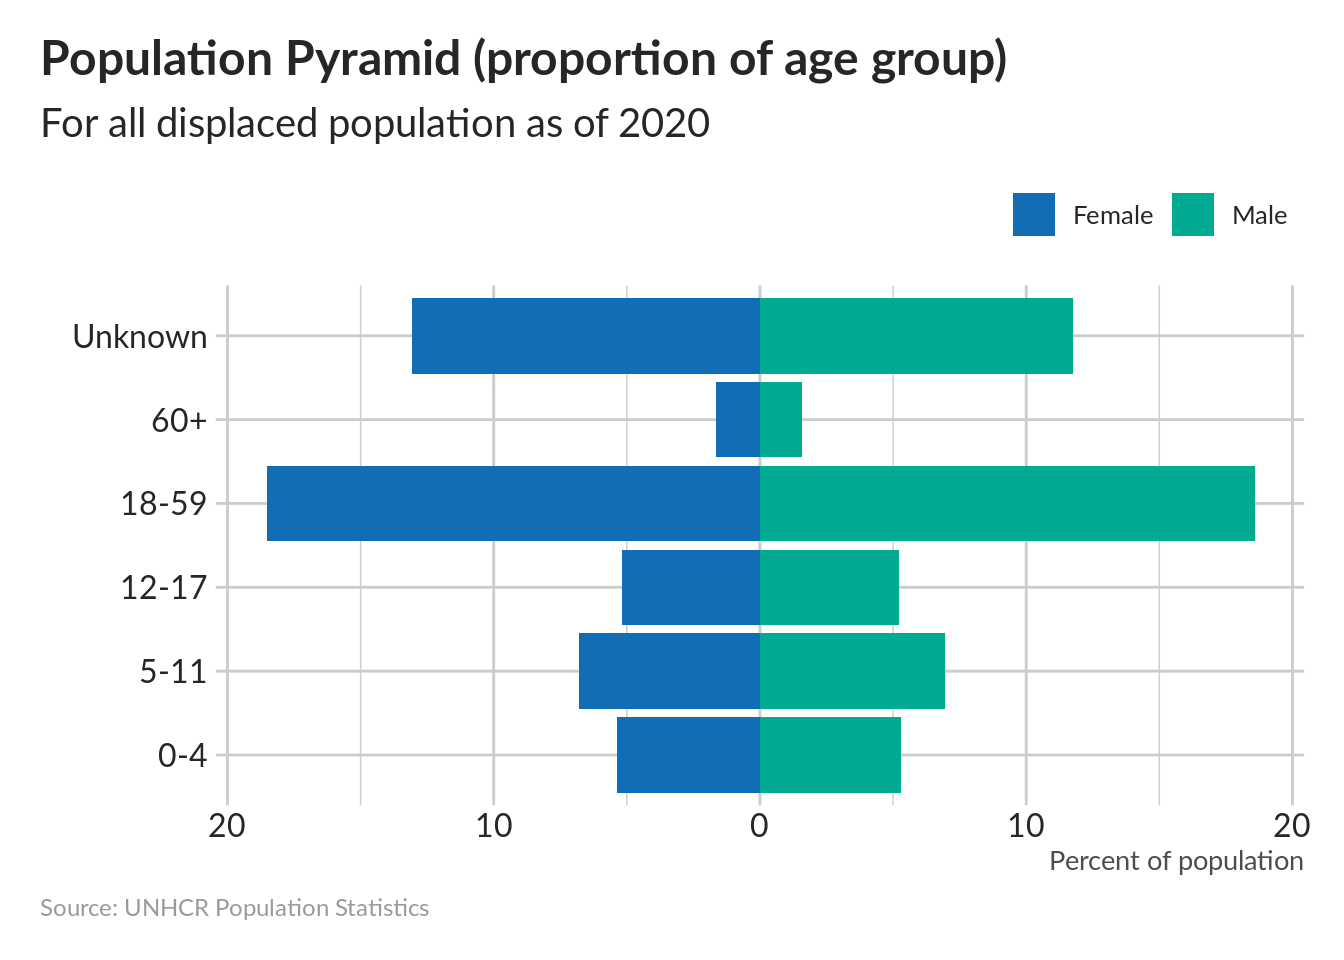 Population Pyramid (proportion of age group)
For all displaced population as of 2020
Female Male
Unknown
60+
18-59
12-17
5-11
0-4
20 10 0 10 20
Percent of population
Source: UNHCR Population Statistics